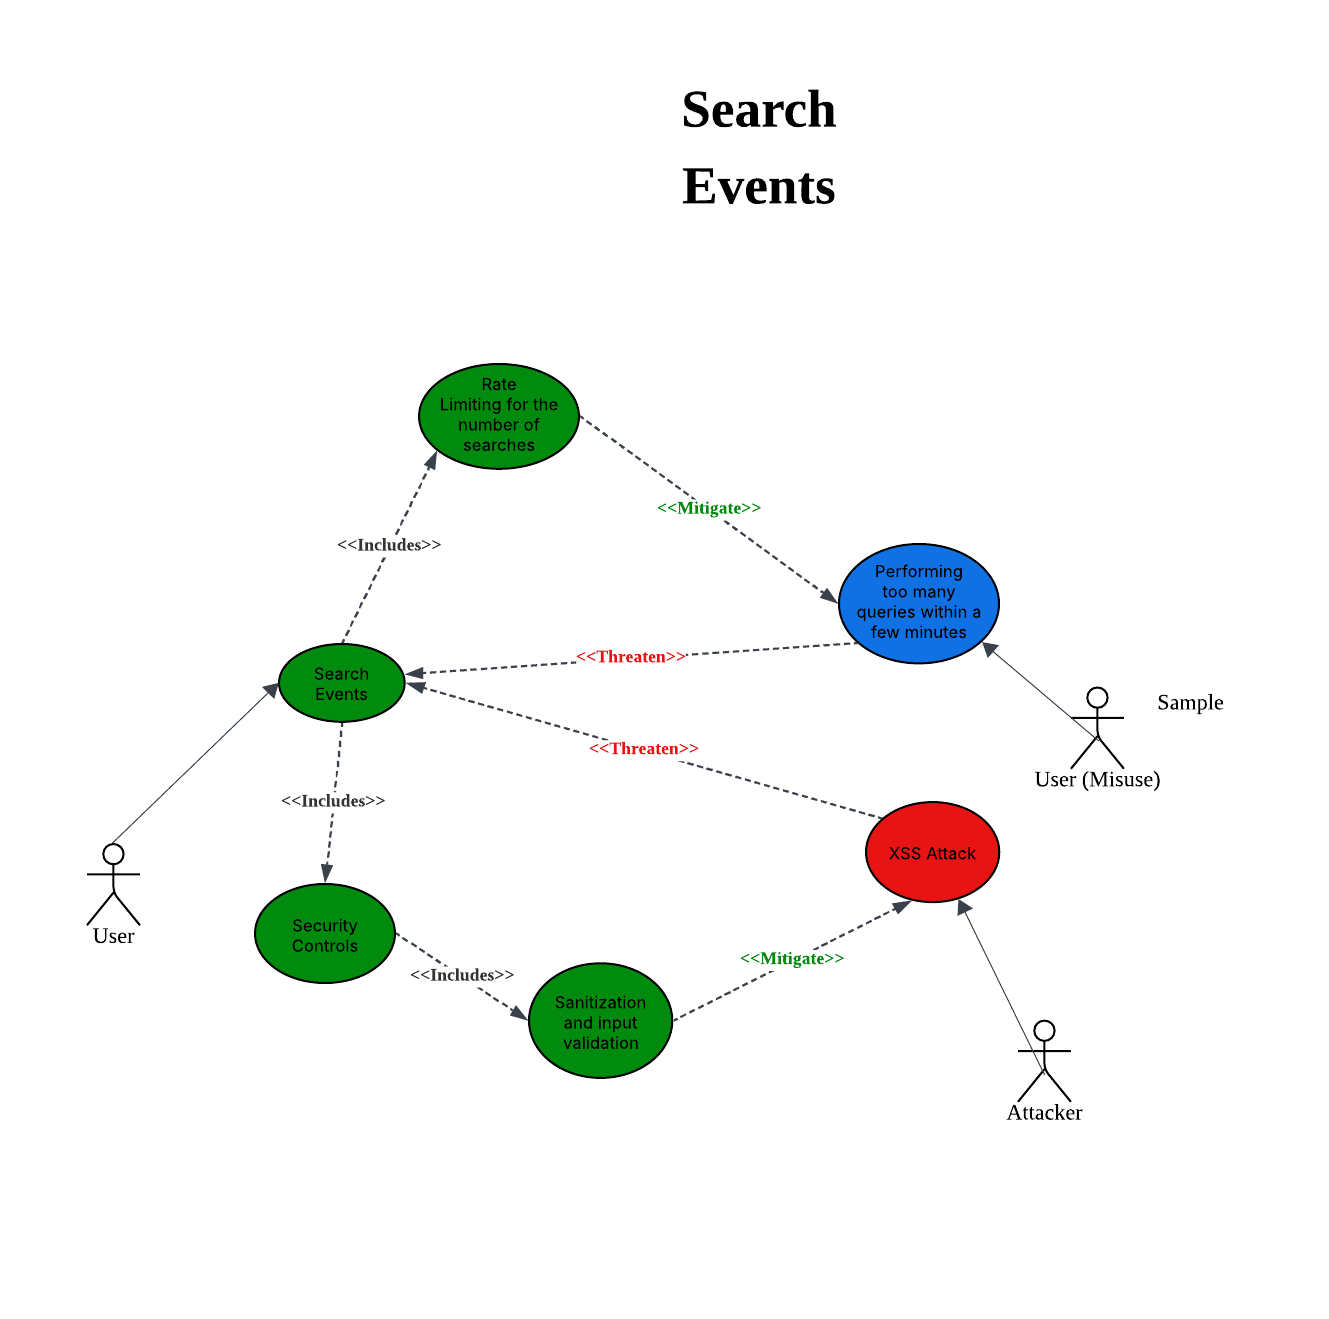 Search
Events
Rate
Limiting for the
number of
searches
<<Mitigate>>
<<Includes>>
Performing
too many
queries within a
few minutes
<<Threaten>>
Search
Events
Sample
<<Threaten>>
User (Misuse)
<<Includes>>
XSS Attack
User
Security
Controls
<<Mitigate>>
<<Includes>>
Sanitization
and input
validation
Attacker